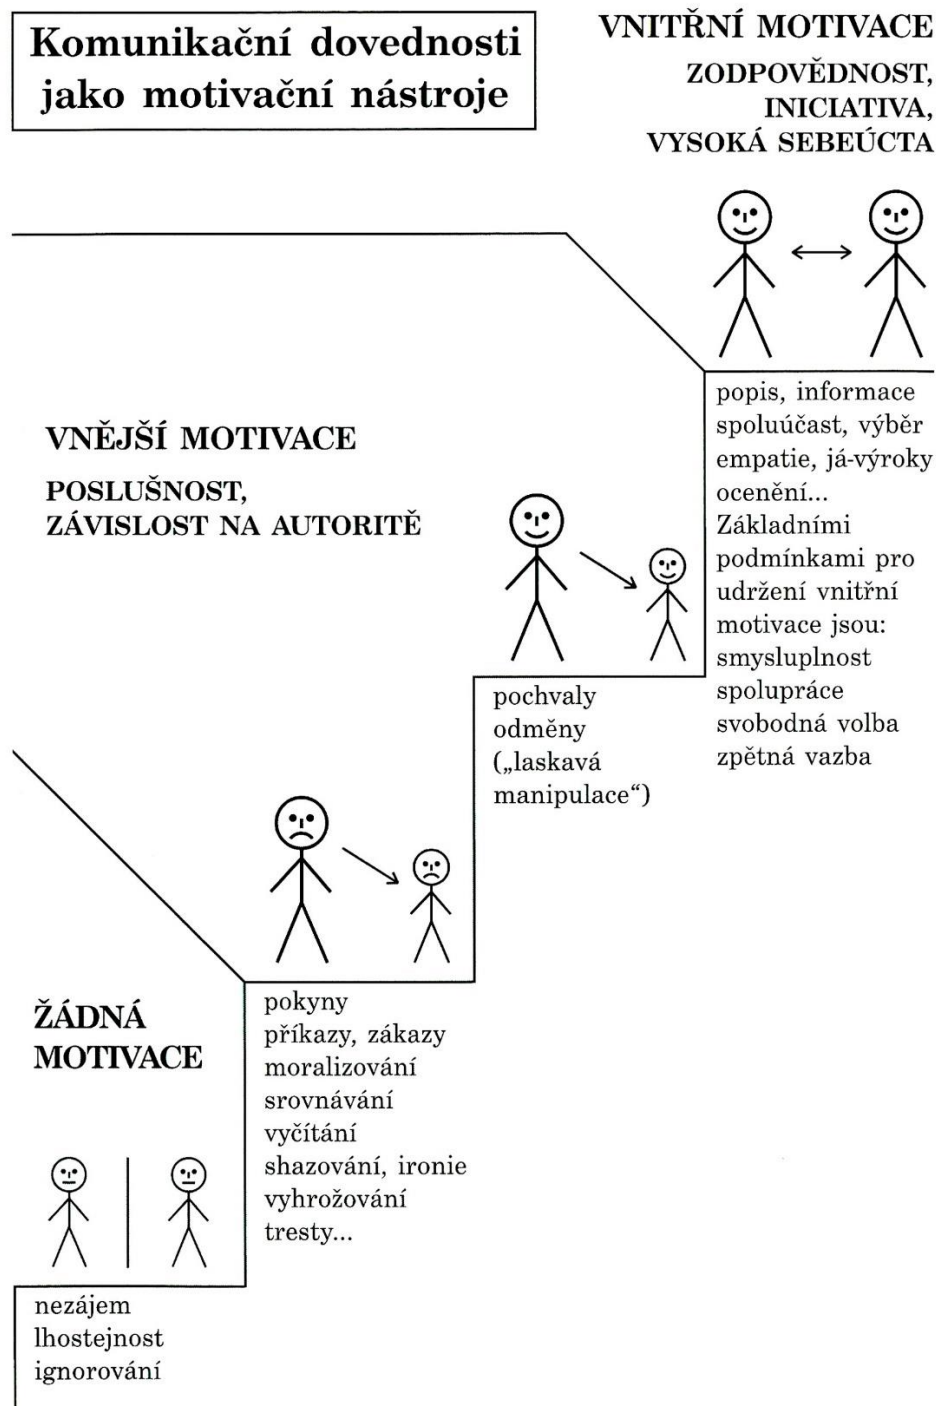 Komunikační dovednosti
jako motivační nástroje
VNITŘNÍ MOTIVACE
ZODPOVĚDNOST,
INICIATIVA,
VYSOKÁ SEBEÚCTA
popis, informace
spoluúčast, výběr
empatie, já-výroky
ocenění...
Základními
podmínkami pro
udržení vnitřní
motivace jsou:
smysluplnost
spolupráce
svobodná volba
zpětná vazba
VNĚJŠÍ MOTIVACE
POSLUŠNOST,
ZÁVISLOST NA AUTORITĚ
pochvaly
odměny
(„laskavá
manipulace“)
pokyny
příkazy, zákazy
moralizování
srovnávání
vyčítání
shazování, ironie
vyhrožování
tresty...
ŽÁDNÁ
MOTIVACE
nezájem
lhostejnost
ignorování